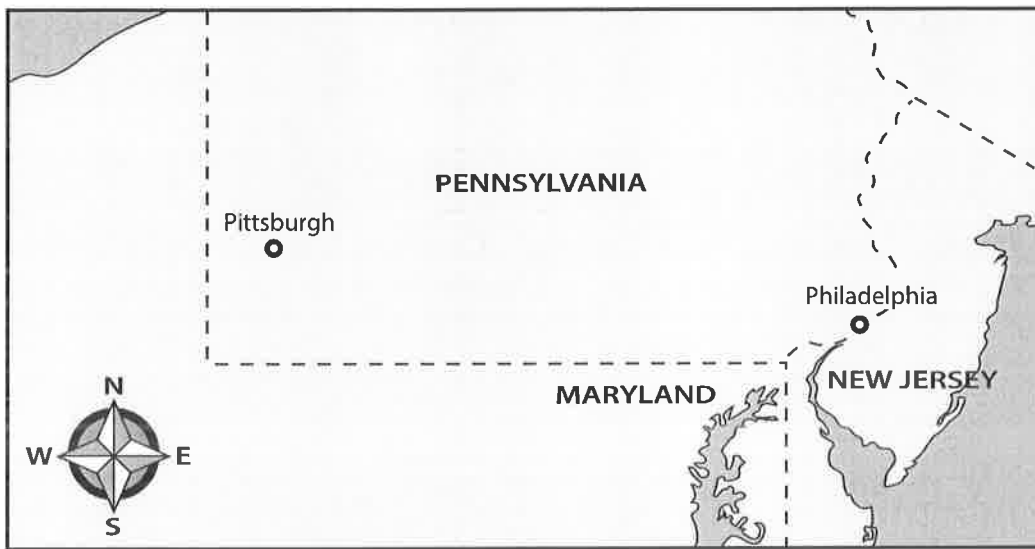 PENNSYLVANIA
Pittsburgh
Philadelphia
MARYLAND
NEW JERSEY
N
W
E
S